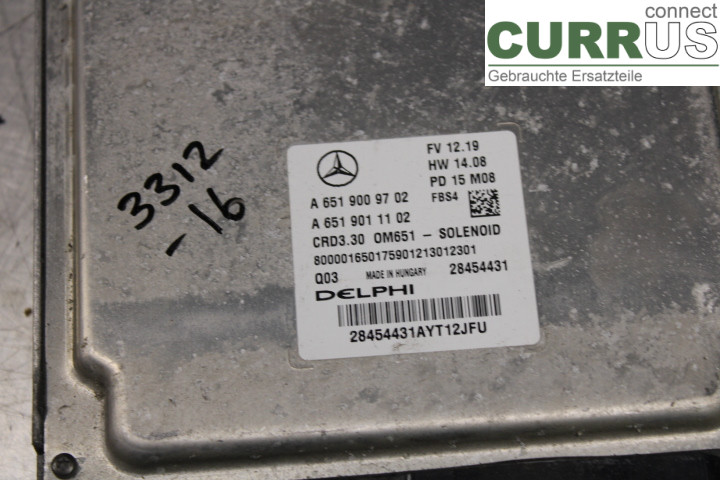 connect
CURRUS
Gebrauchte Ersatzteile
3312
-16
FV 12.19
HW 14.08
PD 15 M08
FBS4
A 651 900 97 02
A 651 901 11 02
CRD3.30 OM651 - SOLENOID
800001650175901213012301
Q03 MADE IN HUNGARY 28454431
DELPHI
28454431AYT12JFU